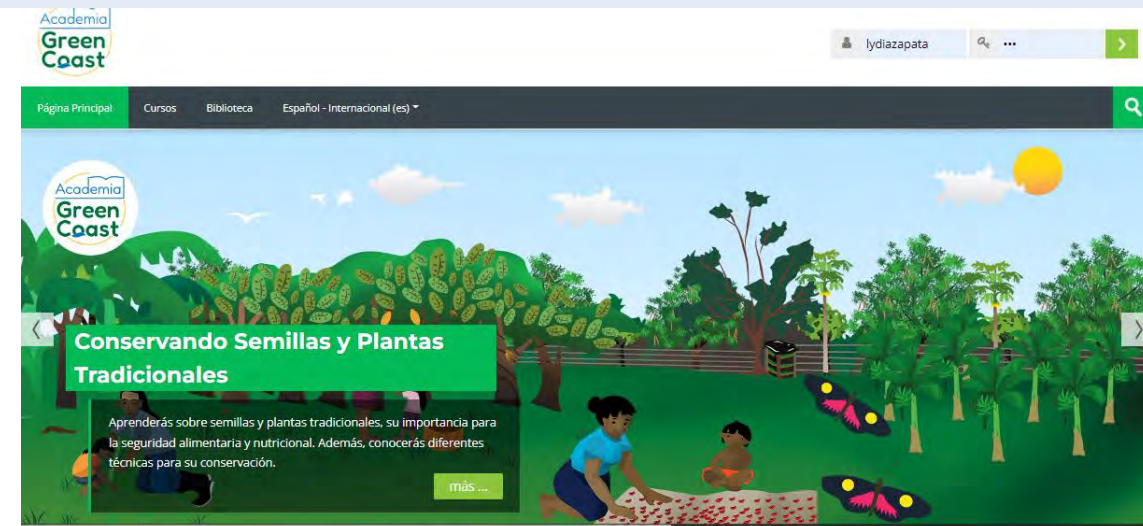 Academia
Green
Coast
lydiazapata
•••
Página Principal
Cursos
Biblioteca
Español - Internacional (es)
Academia
Green
Coast
Conservando Semillas y Plantas
Tradicionales
Aprenderás sobre semillas y plantas tradicionales, su importancia para
la seguridad alimentaria y nutricional. Además, conocerás diferentes
técnicas para su conservación.
más ...